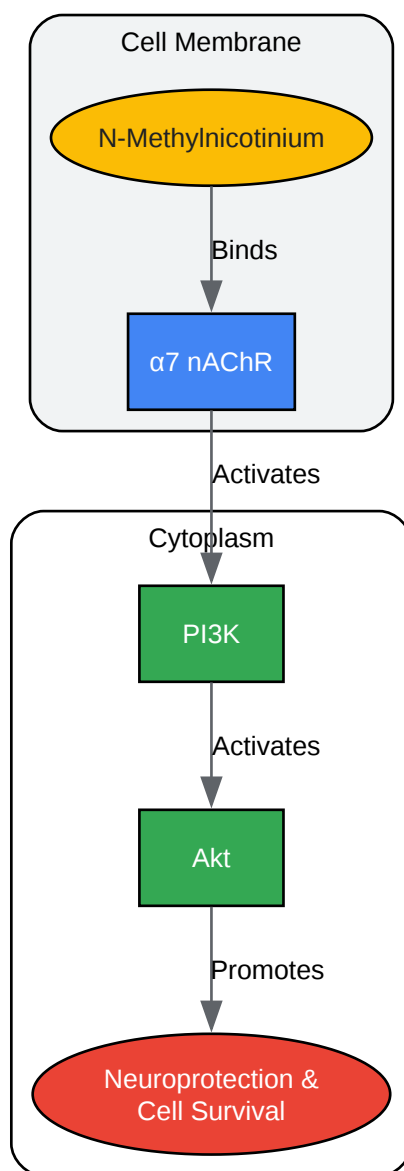 Cell Membrane
N-Methylnicotinium
Binds
α7 nAChR
Activates
Cytoplasm
PI3K
Activates
Akt
Promotes
Neuroprotection &
Cell Survival